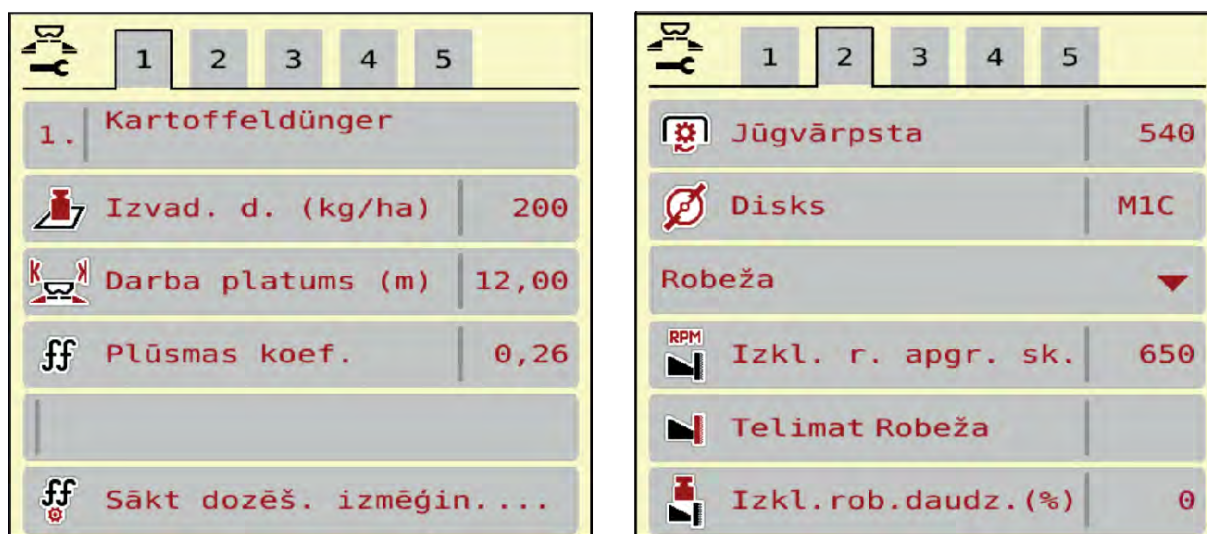 1 2 3 4 5
1. Kartoffeldünger
Izvad. d. (kg/ha) 200
Darba platums (m) 12,00
ff Plūsmas koef. 0,26
ff Sākt dozēš. izmēģin....
1 2 3 4 5
Jūgvārpsta 540
Disks M1C
Robeža
RPM Izkl. r. apgr. sk. 650
Telimat Robeža
Izkl.rob.daudz.(%) 0